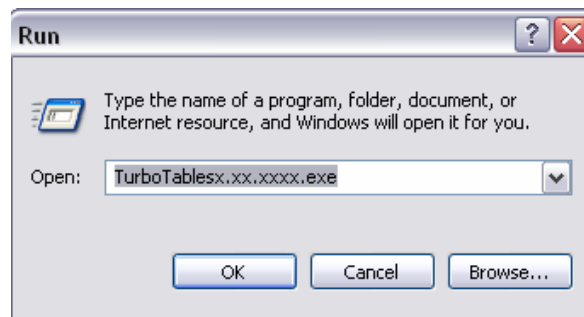 Run
?
Type the name of a program, folder, document, or
Internet resource, and Windows will open it for you.
Open: TurboTablesx.xx.xxxx.exe
OK Cancel Browse...